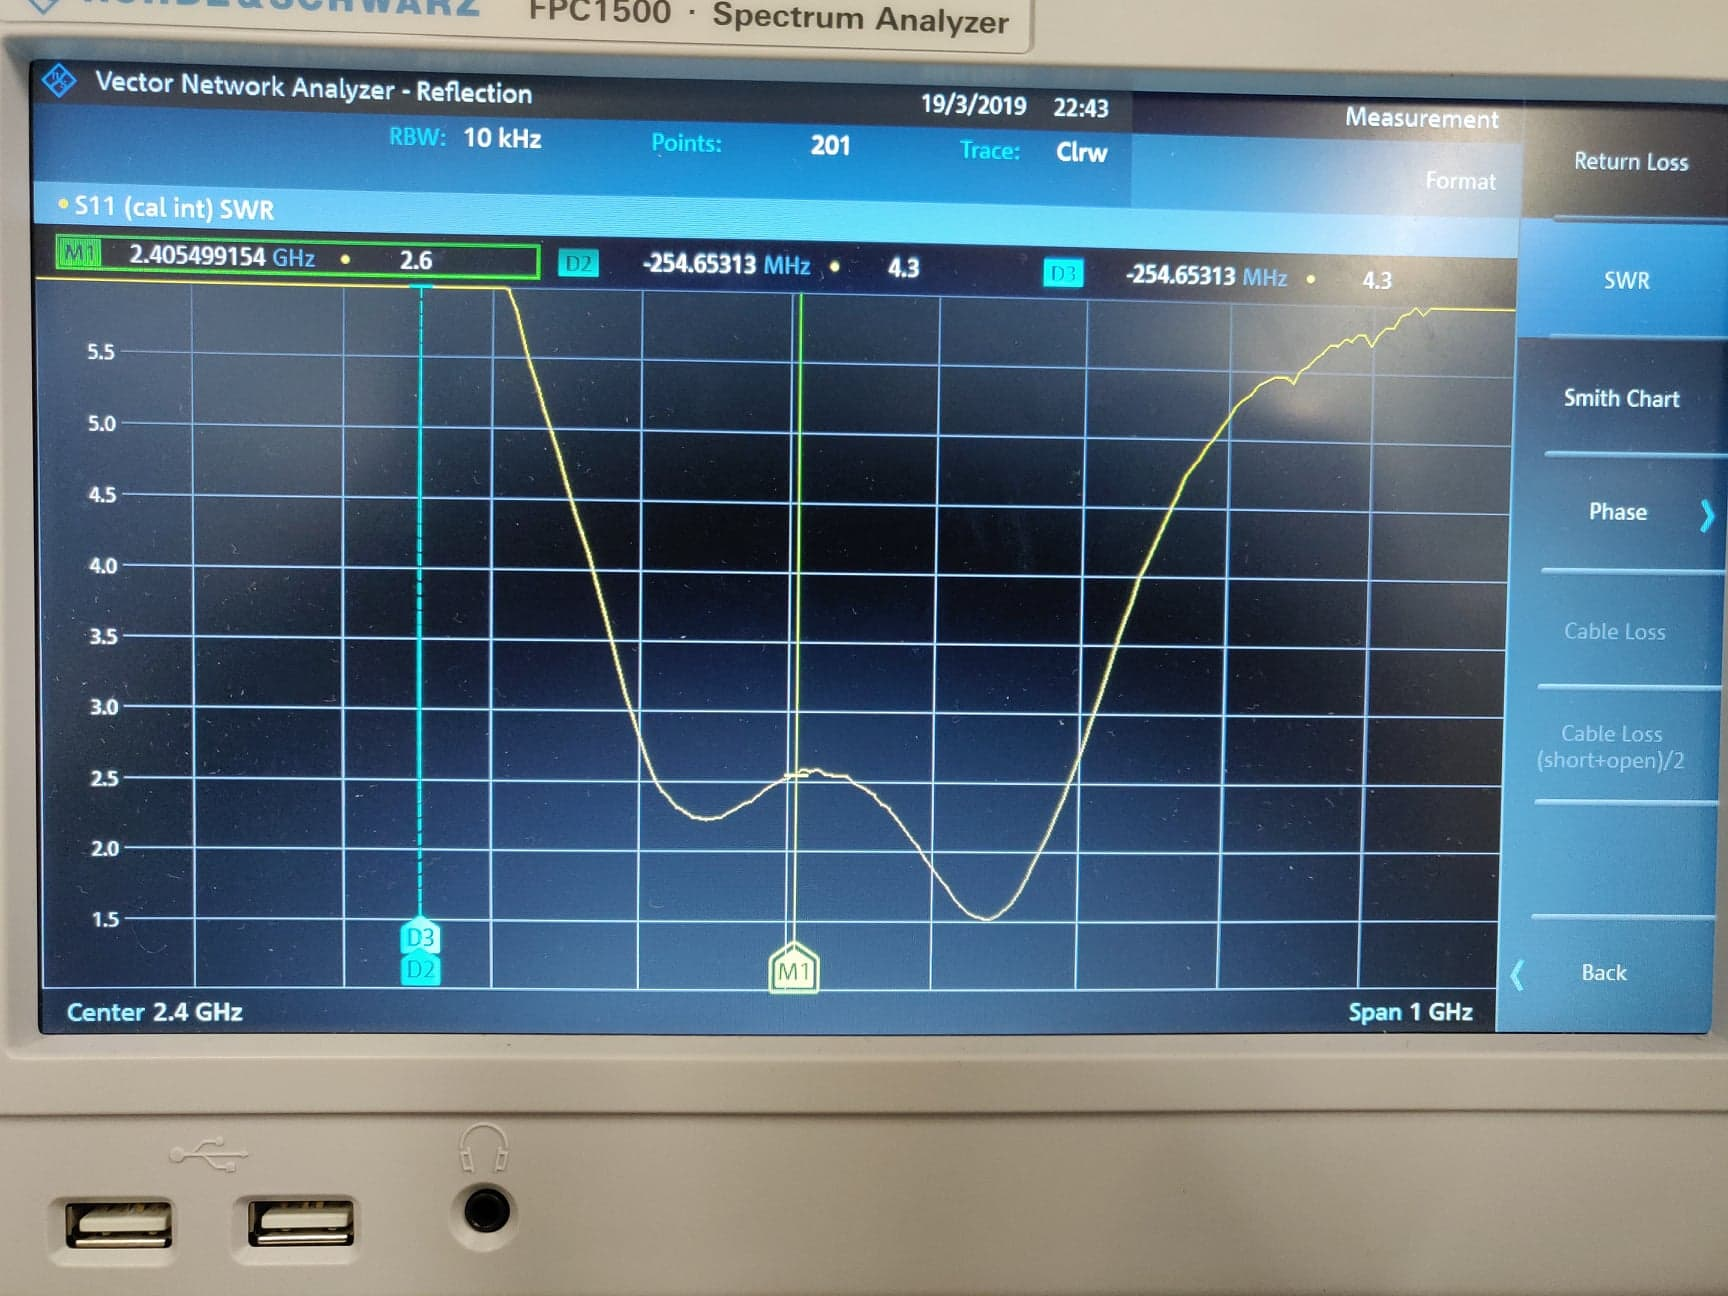 ROHDE&SCHWARZ FPC1500 · Spectrum Analyzer
Vector Network Analyzer - Reflection
19/3/2019 22:43
RBW: 10 kHz
Points: 201
Trace: Clrw
Measurement
Format
S11 (cal int) SWR
M1 2.405499154 GHz • 2.6
D2 -254.65313 MHz • 4.3
D3 -254.65313 MHz • 4.3
5.5
5.0
4.5
4.0
3.5
3.0
2.5
2.0
1.5
D3
D2
M1
Center 2.4 GHz
Span 1 GHz
Return Loss
SWR
Smith Chart
Phase
Cable Loss
Cable Loss
(short+open)/2
Back